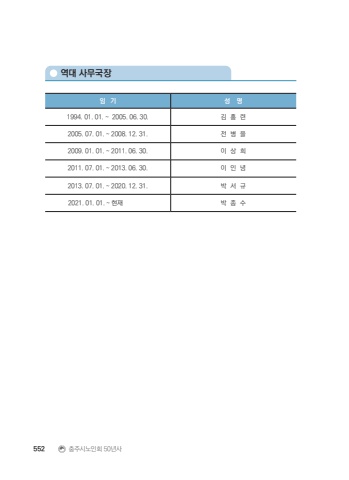 역대 사무국장
임 기 성 명
1994. 01. 01. ~ 2005. 06. 30. 김 홍 련
2005. 07. 01. ~ 2008. 12. 31. 전 병 을
2009. 01. 01. ~ 2011. 06. 30. 이 상 희
2011. 07. 01. ~ 2013. 06. 30. 이 민 녕
2013. 07. 01. ~ 2020. 12. 31. 박 서 규
2021. 01. 01. ~ 현재 박 종 수
552 충주시노인회 50년사